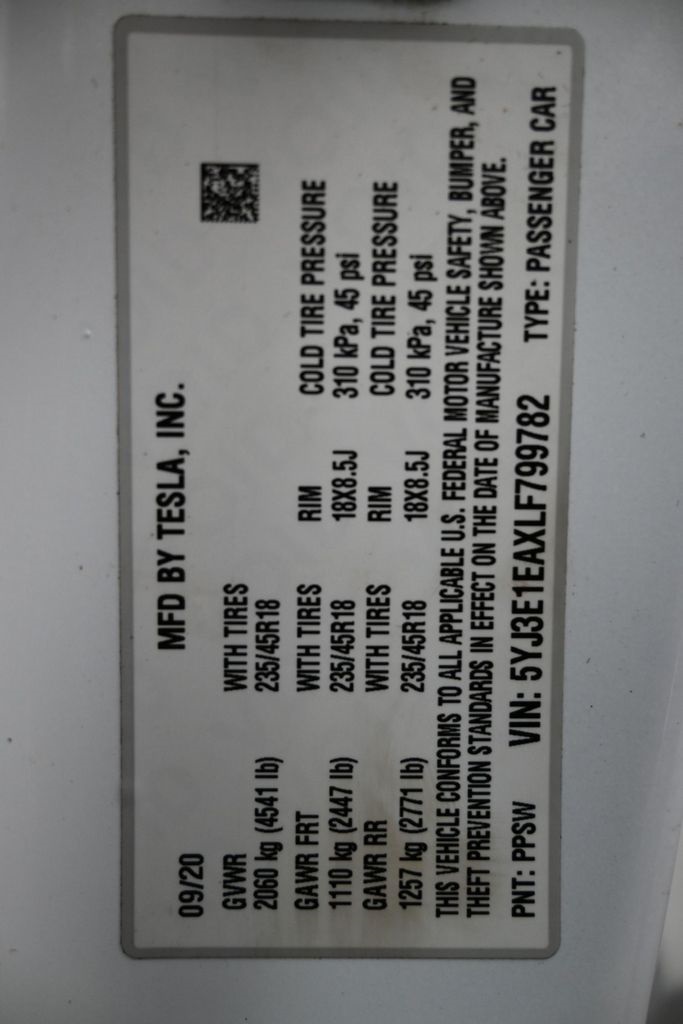 MFD BY TESLA, INC.
09/20
GVWR WITH TIRES
2060 kg (4541 lb) 235/45R18
GAWR FRT WITH TIRES RIM COLD TIRE PRESSURE
1110 kg (2447 lb) 235/45R18 18X8.5J 310 kPa, 45 psi
GAWR RR WITH TIRES RIM COLD TIRE PRESSURE
1257 kg (2771 lb) 235/45R18 18X8.5J 310 kPa, 45 psi
THIS VEHICLE CONFORMS TO ALL APPLICABLE U.S. FEDERAL MOTOR VEHICLE SAFETY, BUMPER, AND
THEFT PREVENTION STANDARDS IN EFFECT ON THE DATE OF MANUFACTURE SHOWN ABOVE.
PNT: PPSW VIN: 5YJ3E1EAXLF799782 TYPE: PASSENGER CAR